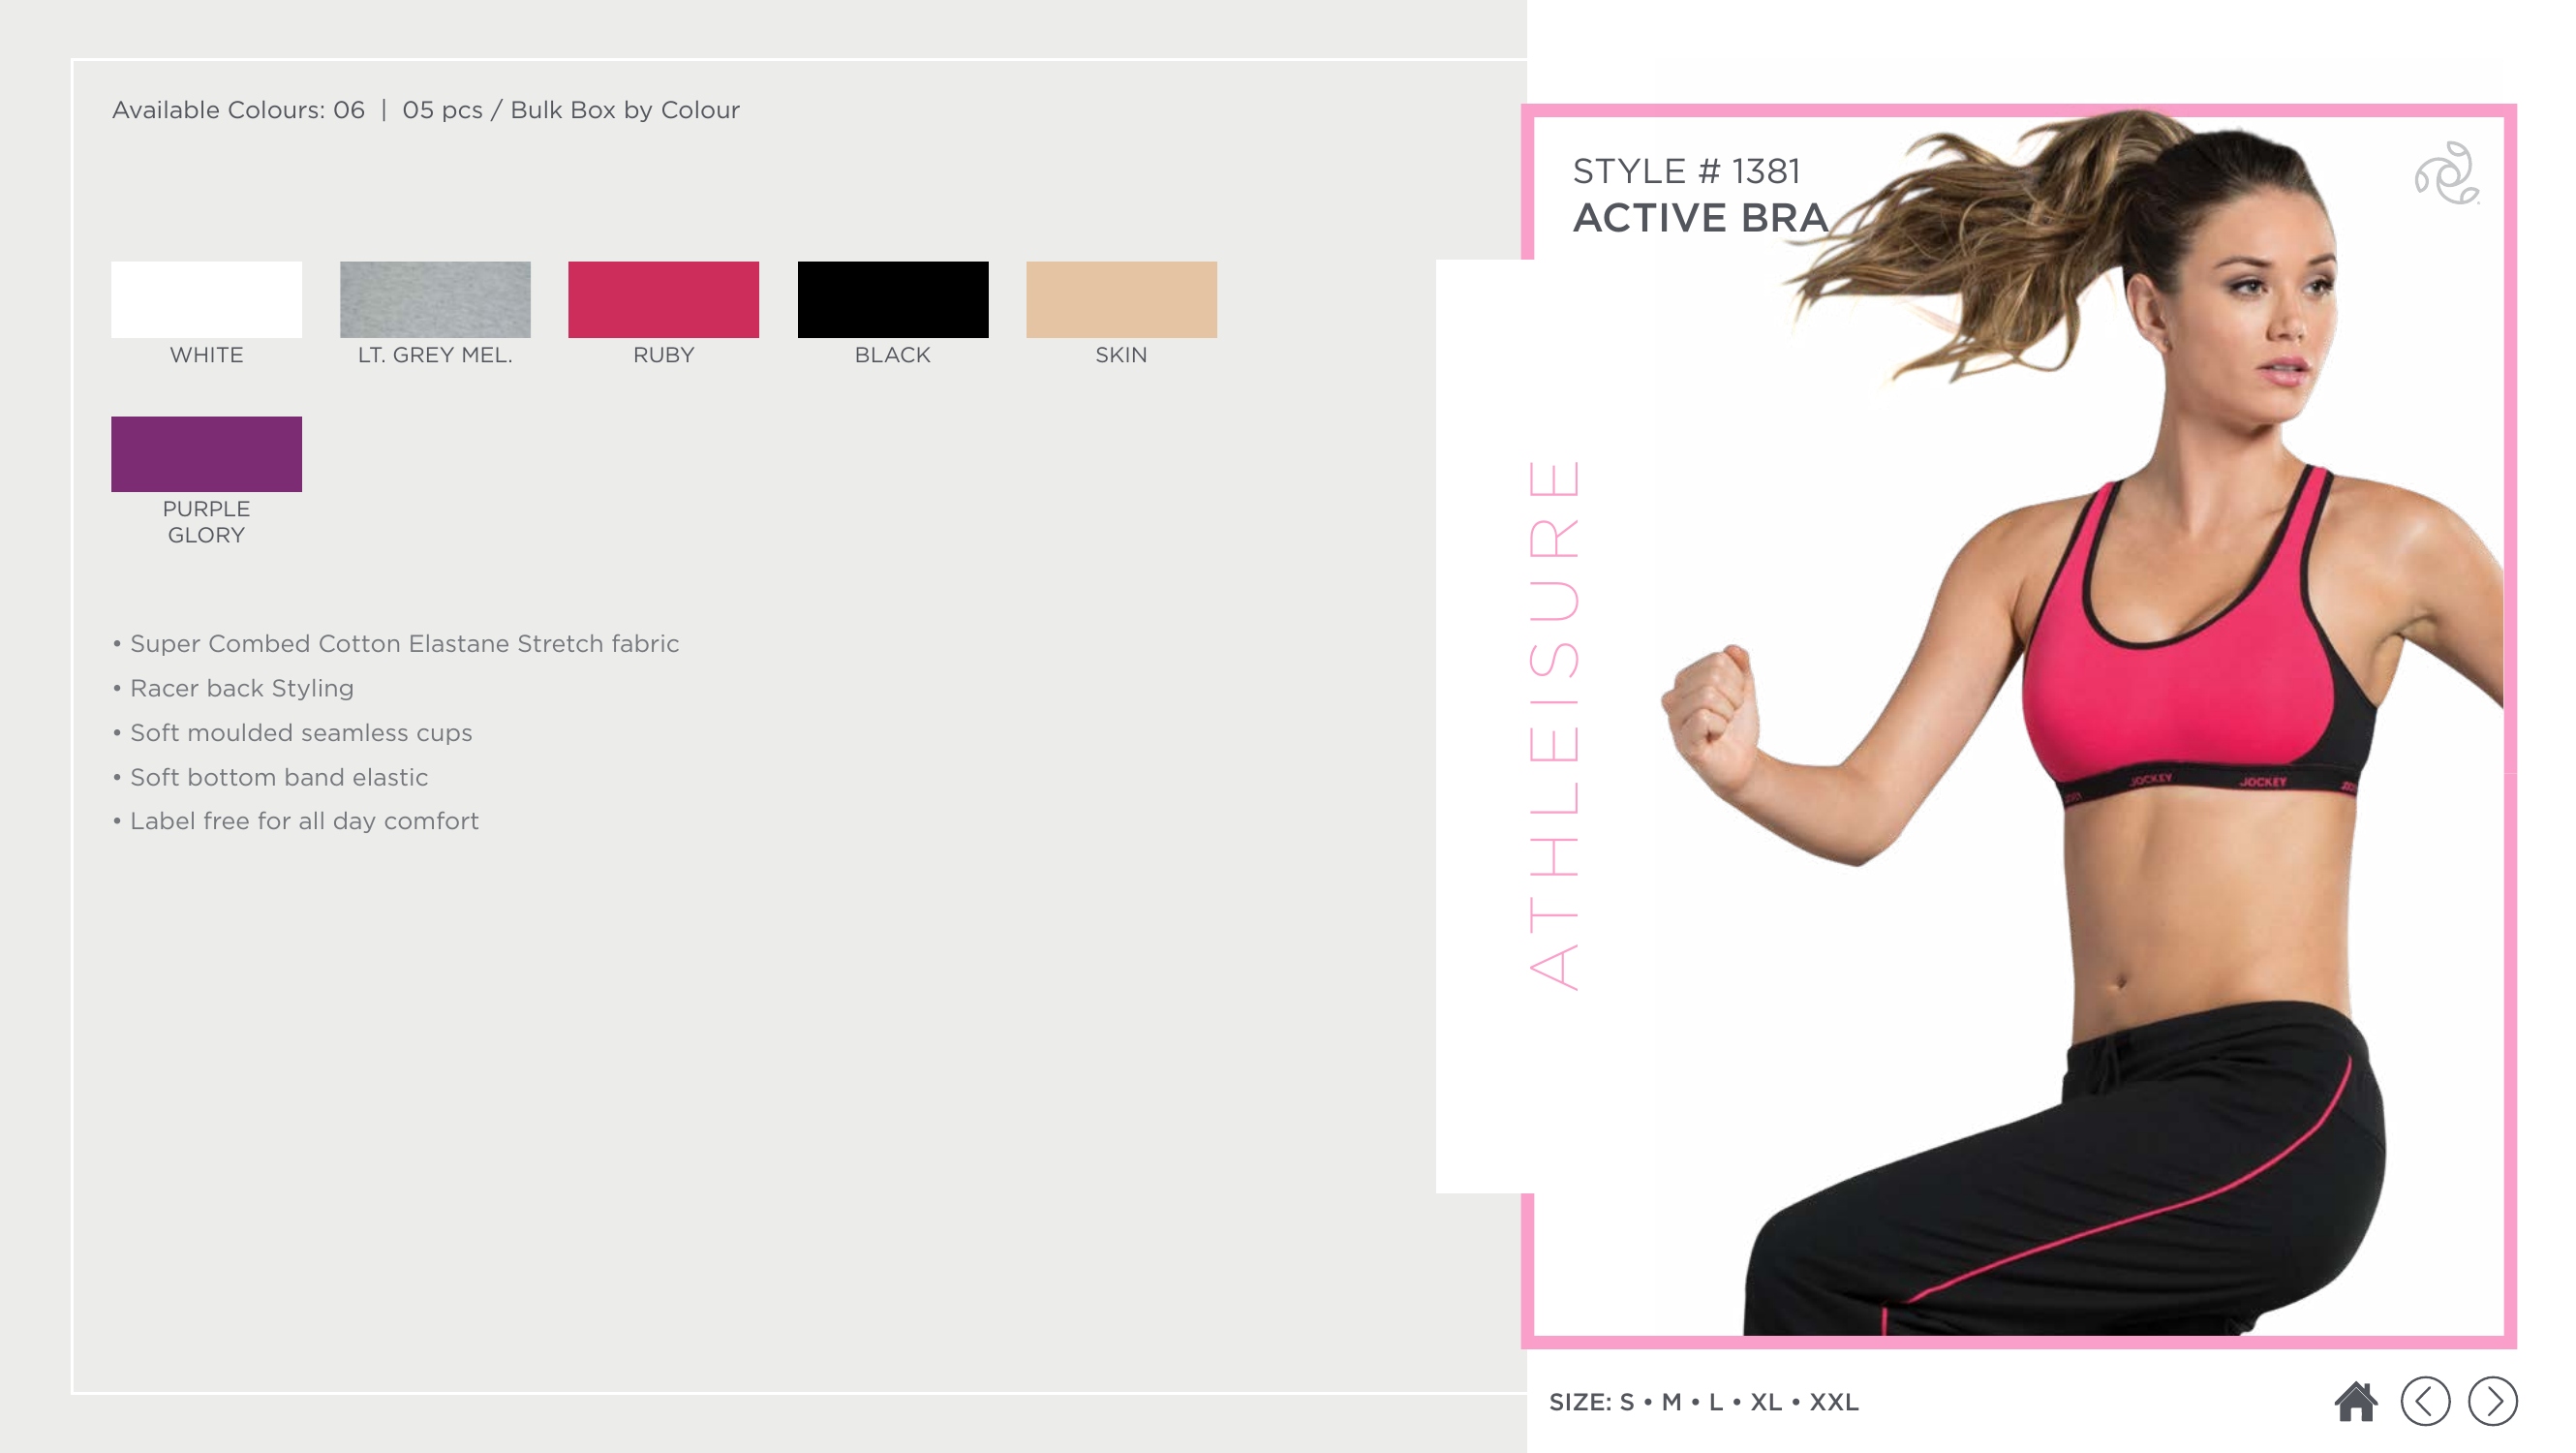 Available Colours: 06 | 05 pcs / Bulk Box by Colour
WHITE
LT. GREY MEL.
RUBY
BLACK
SKIN
PURPLE
GLORY
• Super Combed Cotton Elastane Stretch fabric
• Racer back Styling
• Soft moulded seamless cups
• Soft bottom band elastic
• Label free for all day comfort
STYLE # 1381
ACTIVE BRA
ATHLEISURE
JOCKEY
JOCKEY
SIZE: S • M • L • XL • XXL